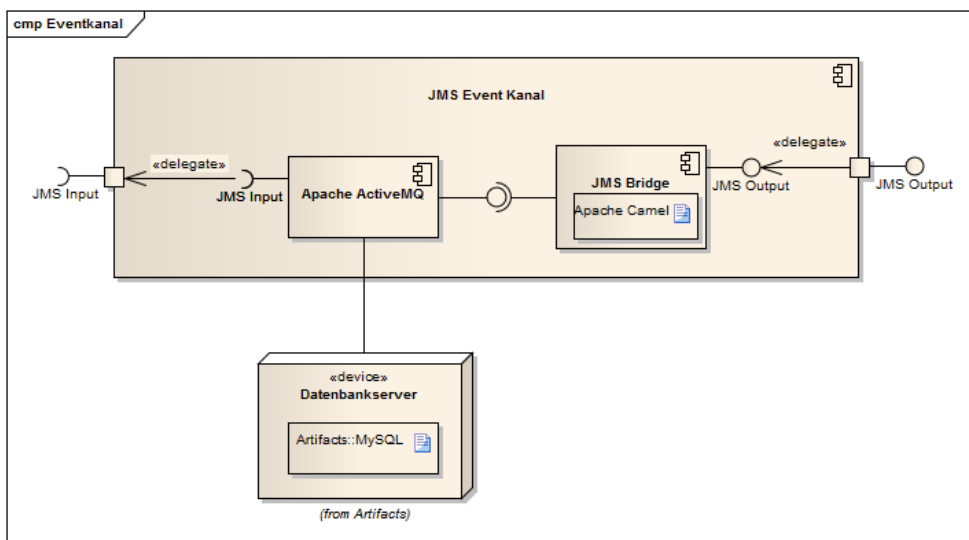 cmp Eventkanal
JMS Event Kanal
«delegate»
«delegate»
JMS Input
JMS Input
Apache ActiveMQ
JMS Bridge
Apache Camel
JMS Output
JMS Output
«device»
Datenbankserver
Artifacts::MySQL
(from Artifacts)